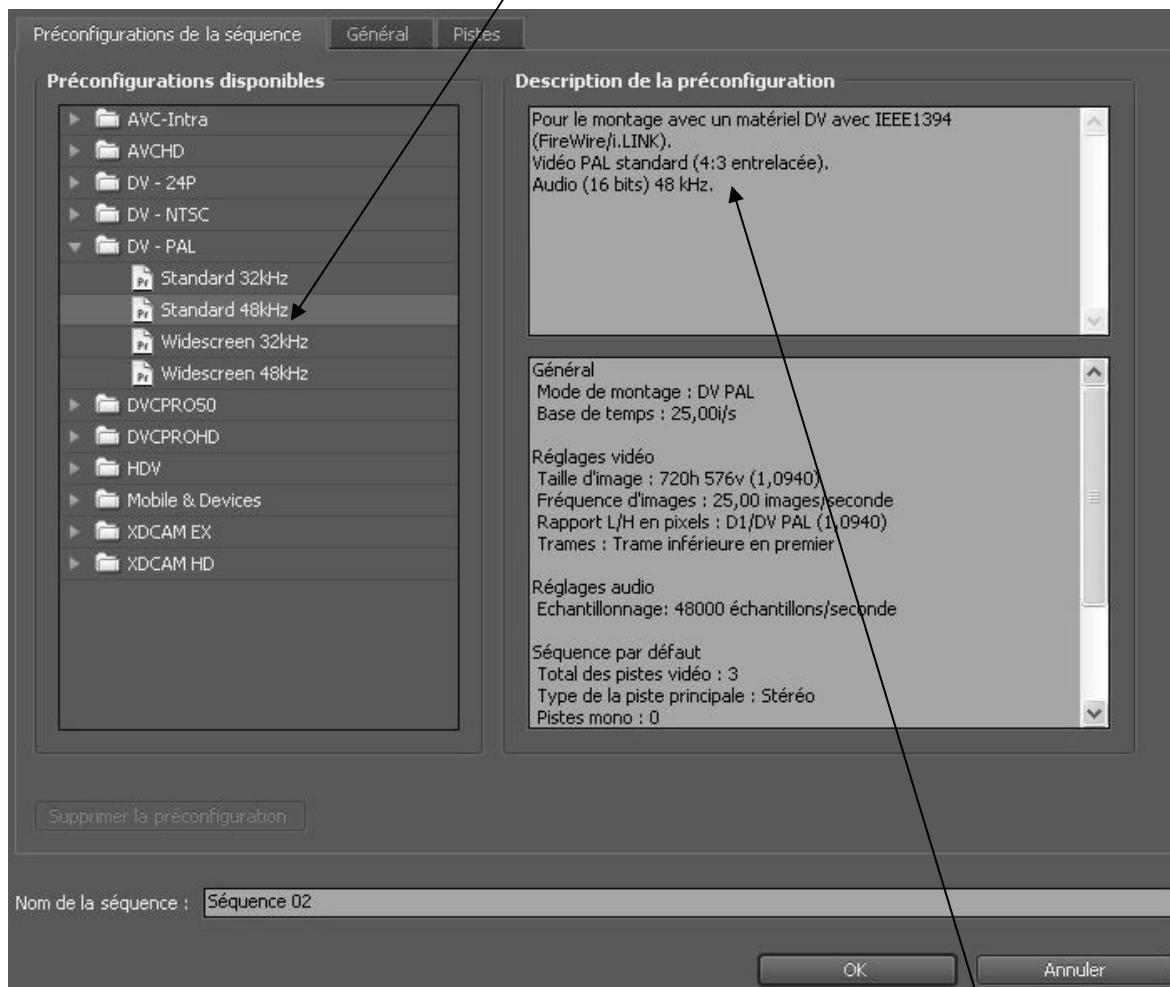 Préconfigurations de la séquence
Général
Pistes
Préconfigurations disponibles
AVC-Intra
AVCHD
DV - 24P
DV - NTSC
DV - PAL
Standard 32kHz
Standard 48kHz
Widescreen 32kHz
Widescreen 48kHz
DVCPRO50
DVCPROHD
HDV
Mobile & Devices
XDCAM EX
XDCAM HD
Description de la préconfiguration
Pour le montage avec un matériel DV avec IEEE1394
(FireWire/i.LINK).
Vidéo PAL standard (4:3 entrelacée).
Audio (16 bits) 48 kHz.
Général
Mode de montage : DV PAL
Base de temps : 25,00i/s
Réglages vidéo
Taille d'image : 720h 576v (1,0940)
Fréquence d'images : 25,00 images/seconde
Rapport L/H en pixels : D1/DV PAL (1,0940)
Trames : Trame inférieure en premier
Réglages audio
Echantillonnage: 48000 échantillons/seconde
Séquence par défaut
Total des pistes vidéo : 3
Type de la piste principale : Stéréo
Pistes mono : 0
Supprimer la préconfiguration
Nom de la séquence : Séquence 02
OK
Annuler